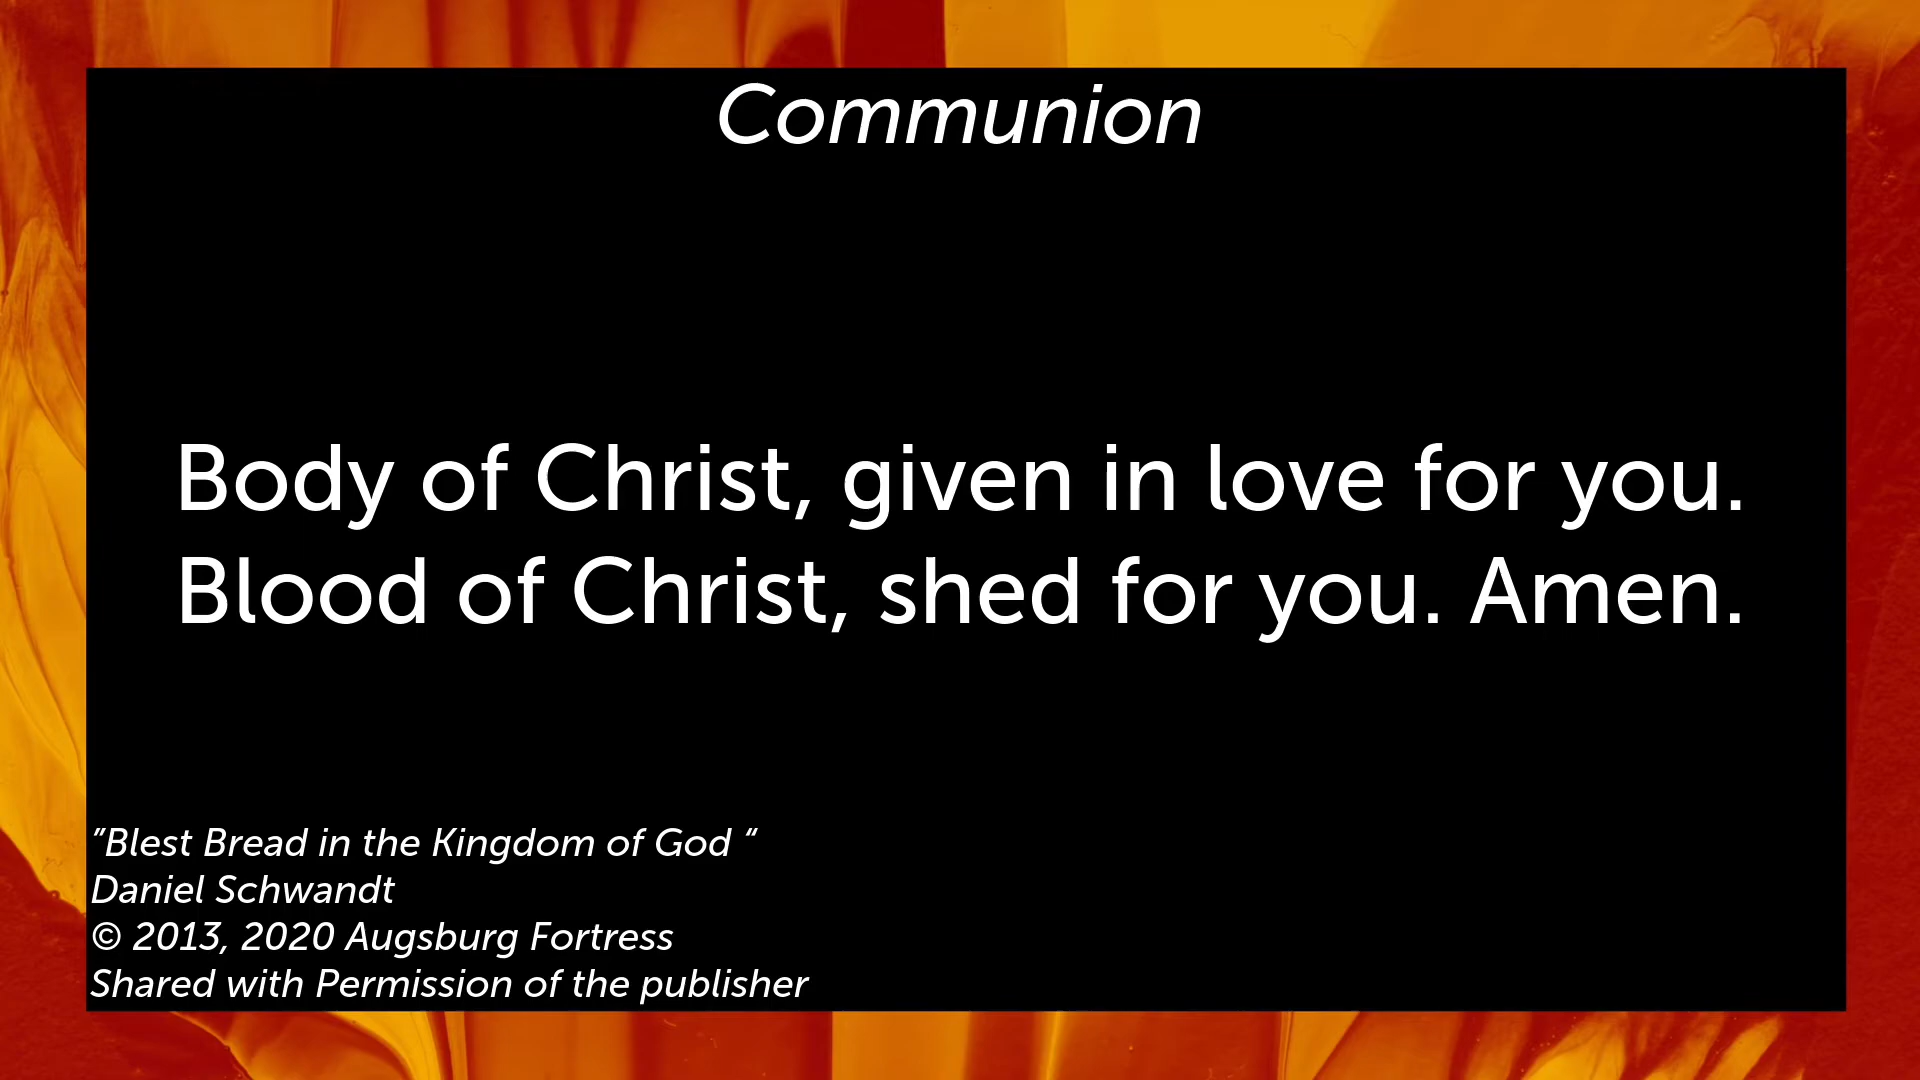 Communion
Body of Christ, given in love for you.
Blood of Christ, shed for you. Amen.
”Blest Bread in the Kingdom of God “
Daniel Schwandt
© 2013, 2020 Augsburg Fortress
Shared with Permission of the publisher